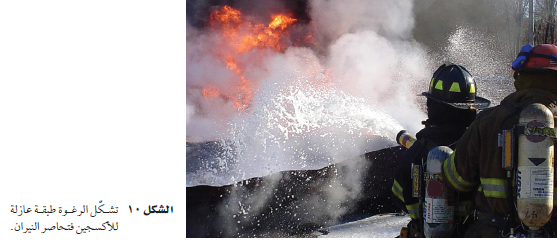 الشكل ١٠ تشكّل الرغوة طبقة عازلة
للأكسجين فتحاصر النيران.